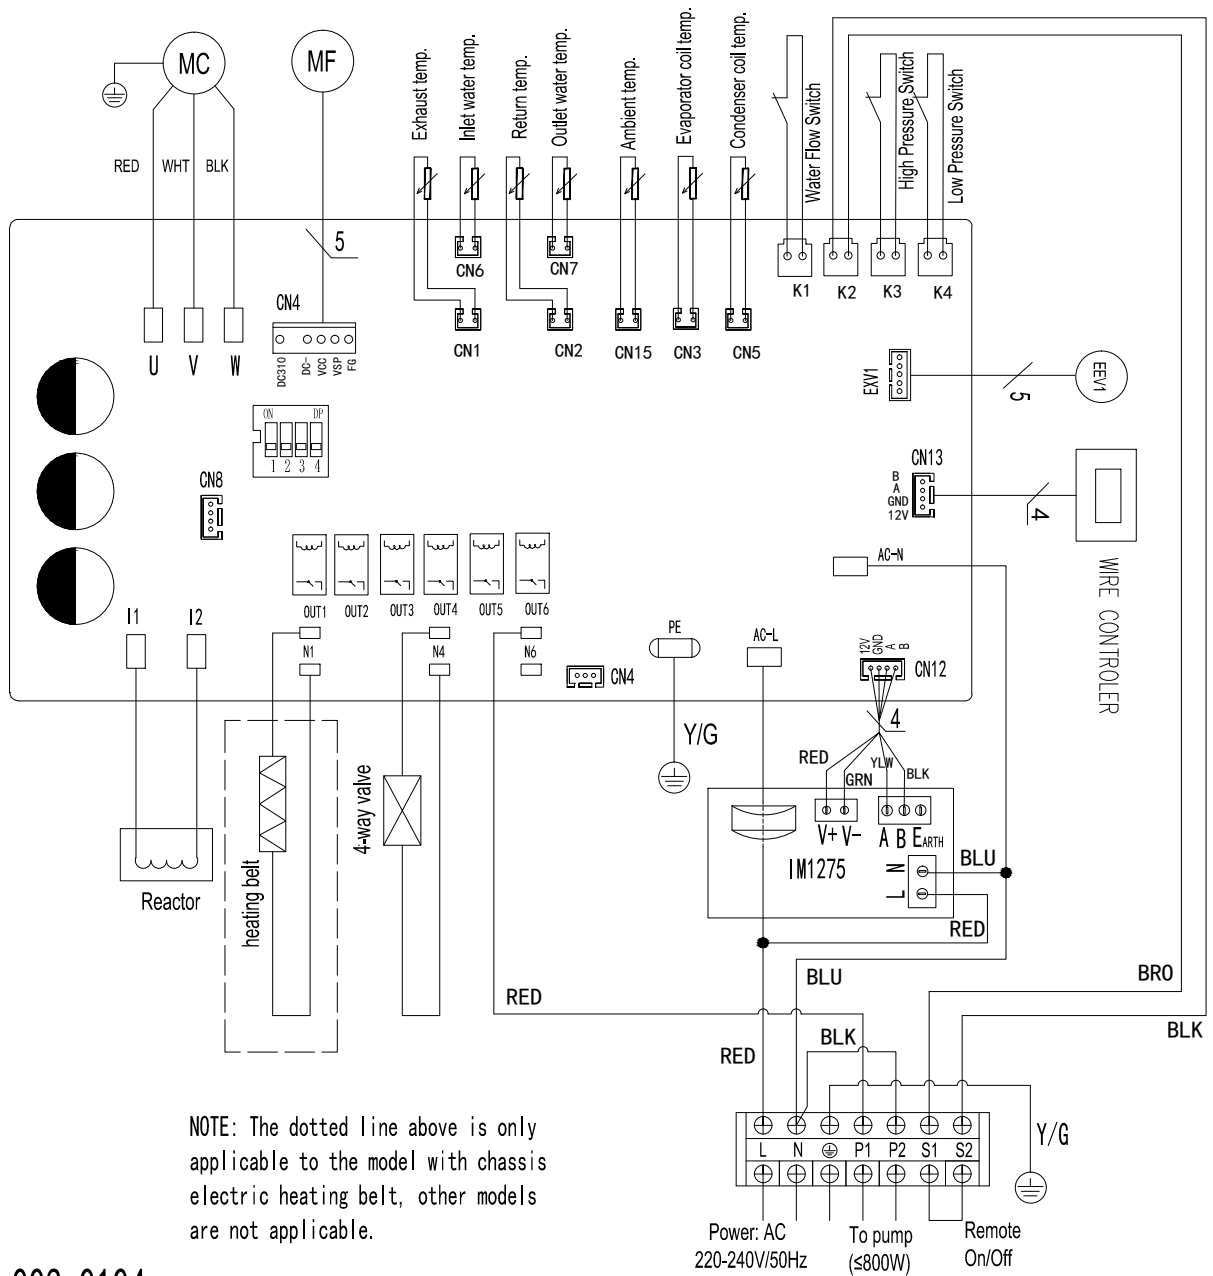 MC
MF
RED
WHT
BLK
5
Exhaust temp.
Inlet water temp.
Return temp.
Outlet water temp.
Ambient temp.
Evaporator coil temp.
Condenser coil temp.
Water Flow Switch
High Pressure Switch
Low Pressure Switch
CN6
CN7
CN1
CN2
CN15
CN3
CN5
K1
K2
K3
K4
U
V
W
CN4
DC310
DC-
VCC
VSP
FG
ON
DP
1 2 3 4
CN8
EXV1
5
EEV1
CN13
B
A
GND
12V
4
WIRE CONTROLER
AC-N
OUT1
OUT2
OUT3
OUT4
OUT5
OUT6
I1
I2
N1
N4
N6
CN4
PE
AC-L
12V
GND
A
B
CN12
4
Y/G
RED
GRN
YLW
BLK
V+ V-
A B EARTH
IM1275
N
L
BLU
RED
Reactor
heating belt
4-way valve
RED
BLU
BRO
BLK
RED
BLK
Y/G
L
N
P1
P2
S1
S2
Power: AC
220-240V/50Hz
To pump
(≤800W)
Remote
On/Off
NOTE: The dotted line above is only
applicable to the model with chassis
electric heating belt, other models
are not applicable.